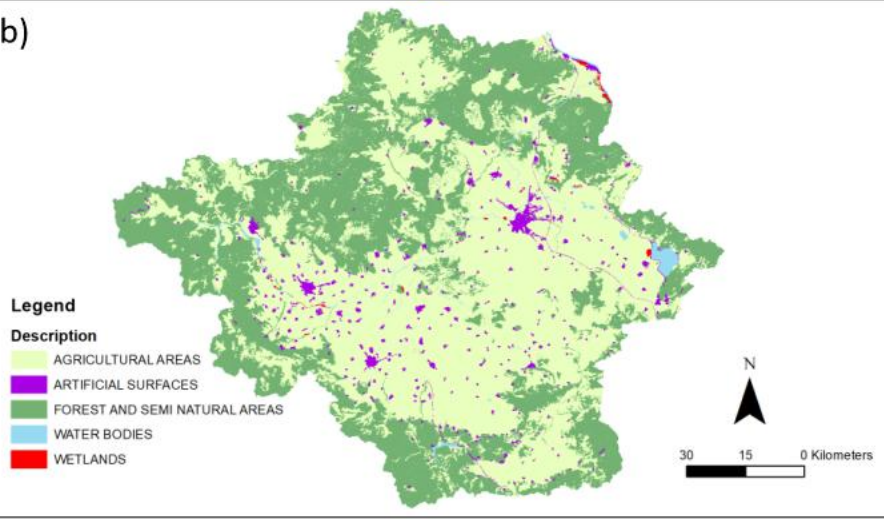 b)
Legend
Description
AGRICULTURAL AREAS
ARTIFICIAL SURFACES
FOREST AND SEMI NATURAL AREAS
WATER BODIES
WETLANDS
N
30 15 0 Kilometers